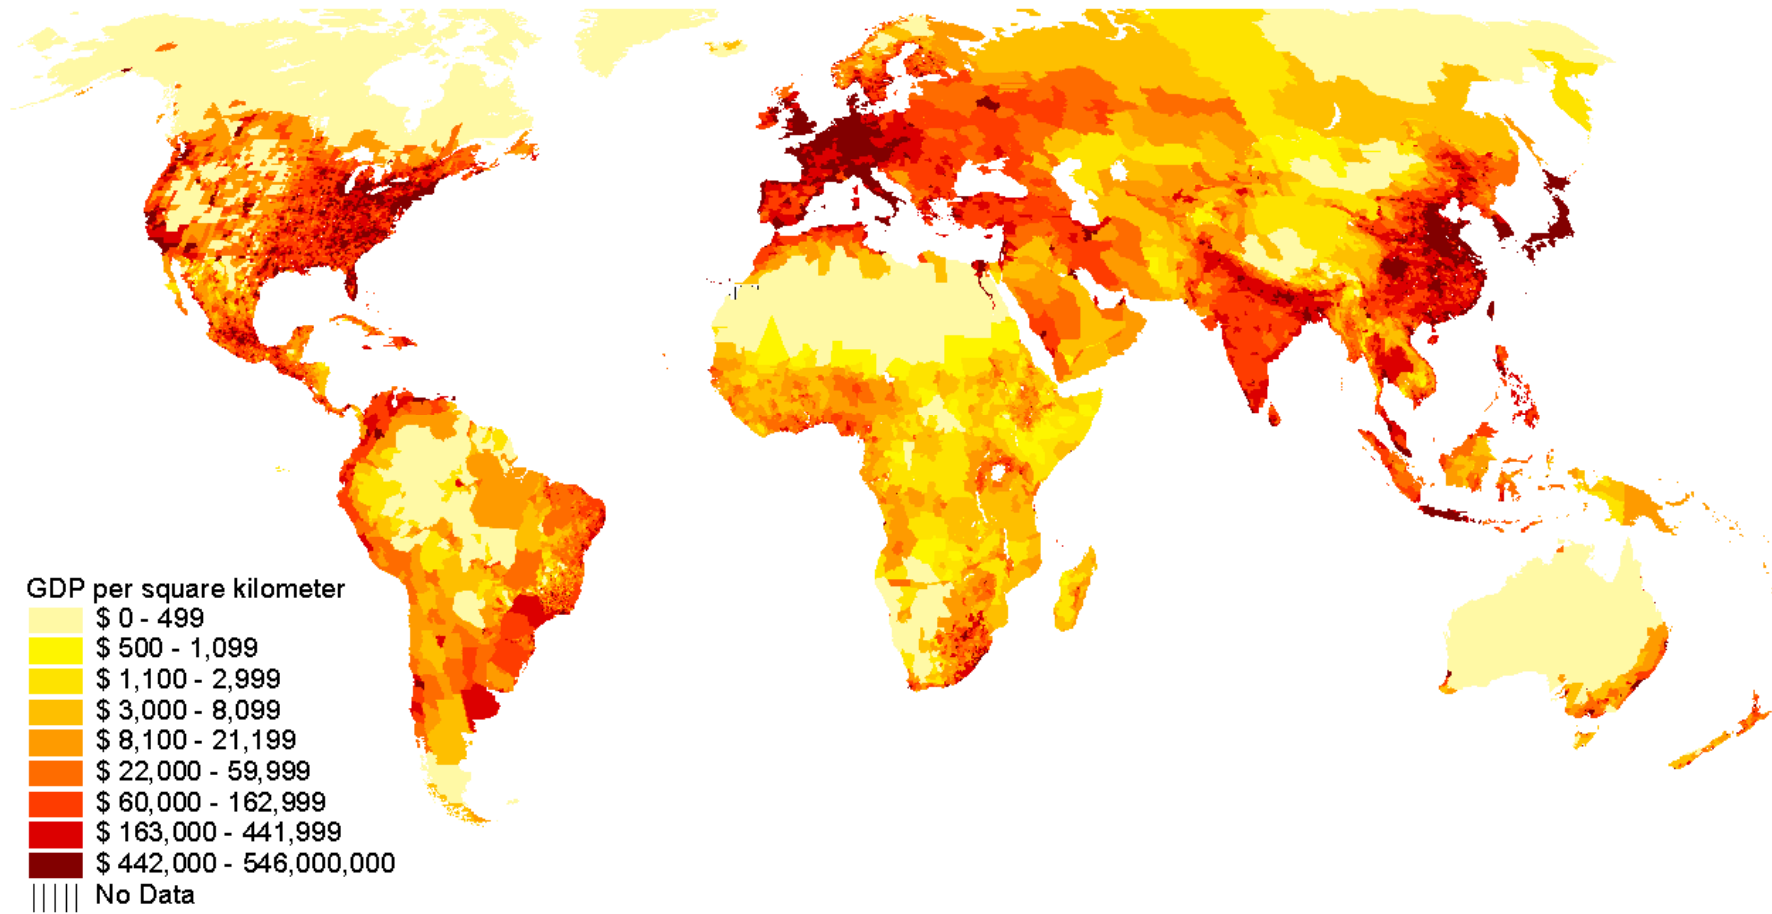 GDP per square kilometer
$ 0 - 499
$ 500 - 1,099
$ 1,100 - 2,999
$ 3,000 - 8,099
$ 8,100 - 21,199
$ 22,000 - 59,999
$ 60,000 - 162,999
$ 163,000 - 441,999
$ 442,000 - 546,000,000
No Data